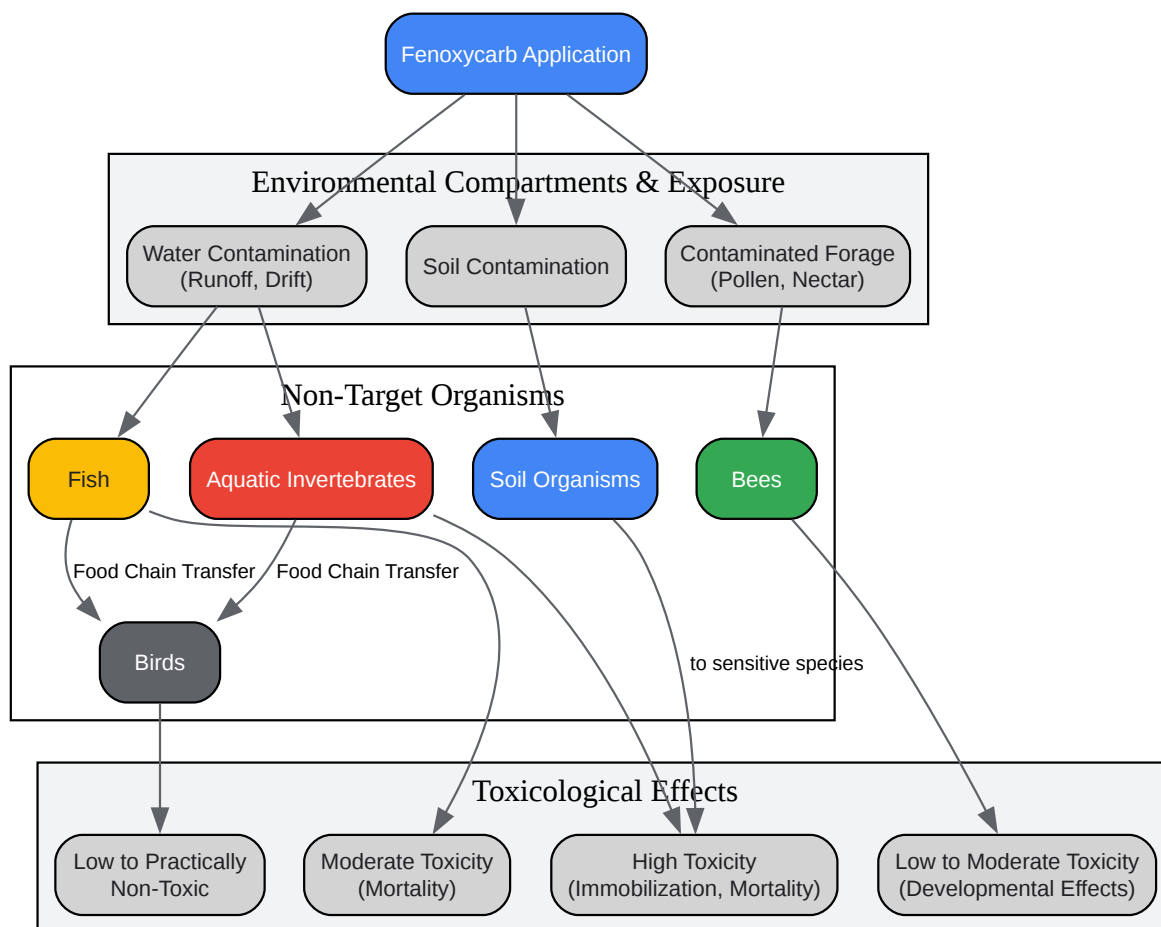 Fenoxycarb Application
Environmental Compartments & Exposure
Water Contamination
(Runoff, Drift)
Soil Contamination
Contaminated Forage
(Pollen, Nectar)
Non-Target Organisms
Fish
Aquatic Invertebrates
Soil Organisms
Bees
Food Chain Transfer
Food Chain Transfer
Birds
to sensitive species
Toxicological Effects
Low to Practically
Non-Toxic
Moderate Toxicity
(Mortality)
High Toxicity
(Immobilization, Mortality)
Low to Moderate Toxicity
(Developmental Effects)